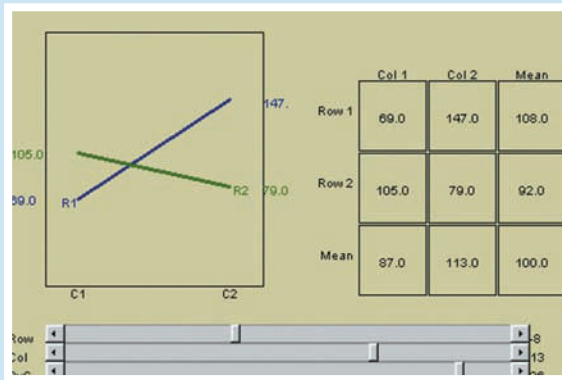 147.
105.0
R2 79.0
69.0 R1
C1 C2
Col 1 Col 2 Mean
Row 1 69.0 147.0 108.0
Row 2 105.0 79.0 92.0
Mean 87.0 113.0 100.0
Row -8
Col 13